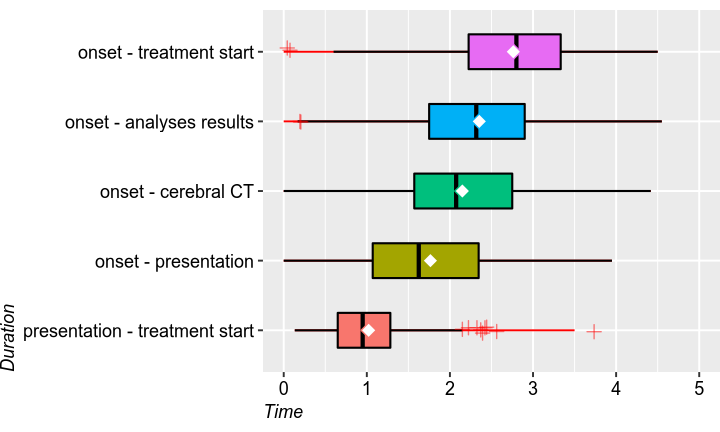 onset - treatment start
onset - analyses results
onset - cerebral CT
onset - presentation
presentation - treatment start
Duration
0 1 2 3 4 5
Time